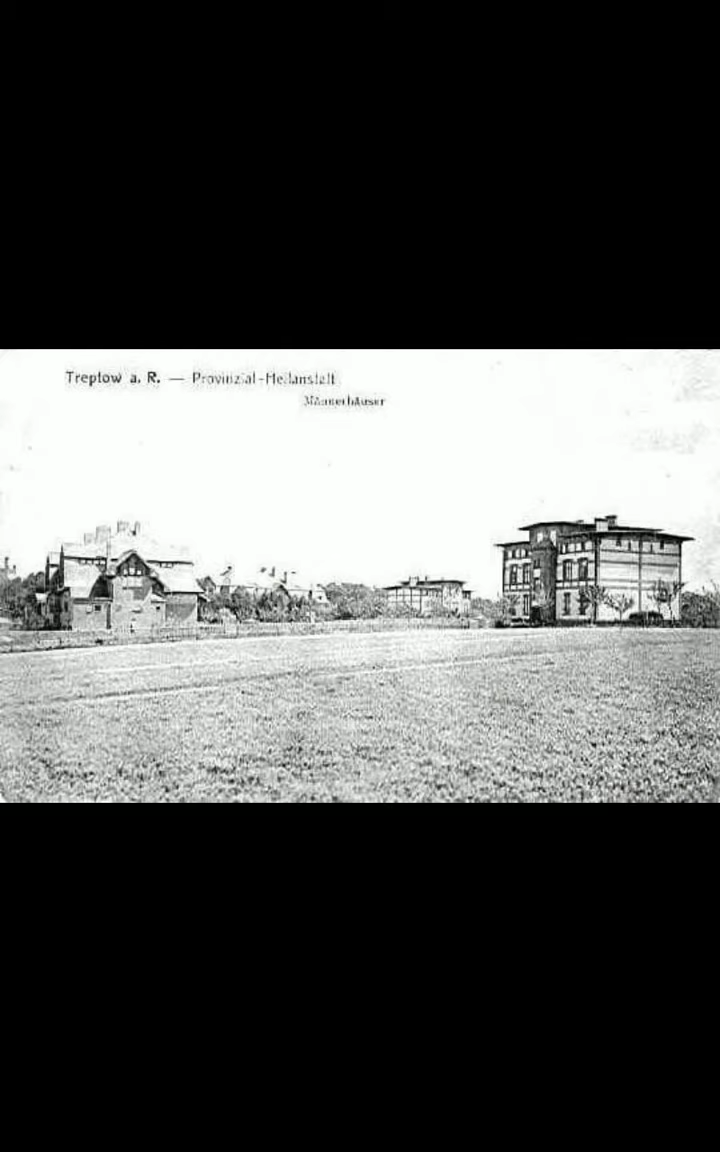 Treptow a. R. — Provinzial-Heilanstalt
Männerhäuser